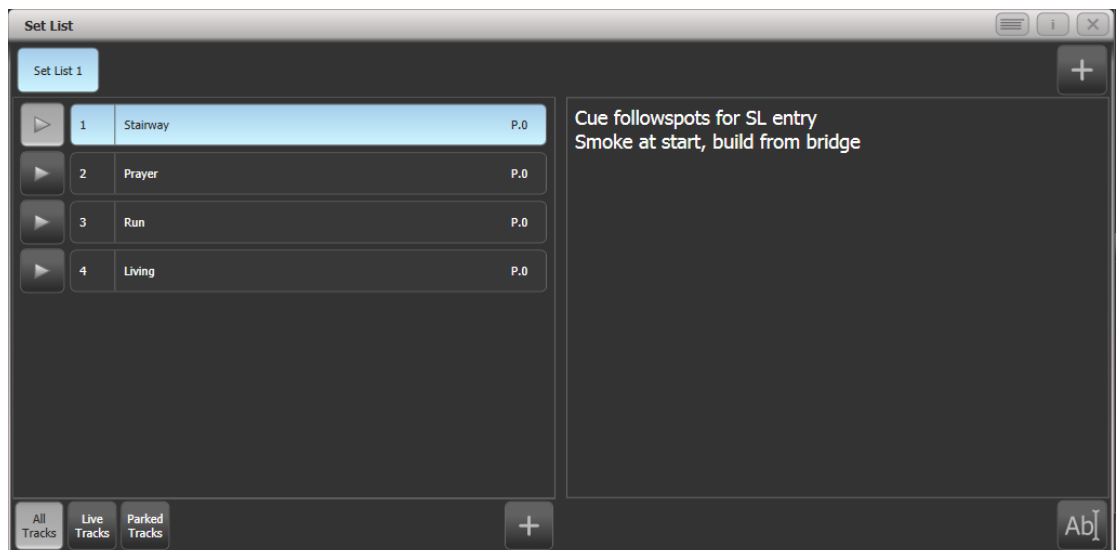 Set List
i
Set List 1
1 Stairway P.0
2 Prayer P.0
3 Run P.0
4 Living P.0
Cue followspots for SL entry
Smoke at start, build from bridge
All Tracks
Live Tracks
Parked Tracks
Ab